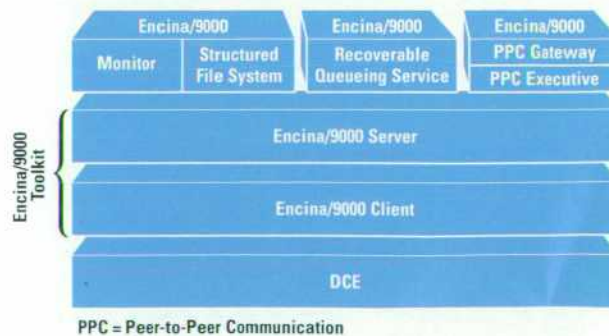 Encina/9000
Monitor
Structured
File System
Encina/9000
Recoverable
Queueing Service
Encina/9000
PPC Gateway
PPC Executive
Encina/9000
Toolkit
Encina/9000 Server
Encina/9000 Client
DCE
PPC = Peer-to-Peer Communication